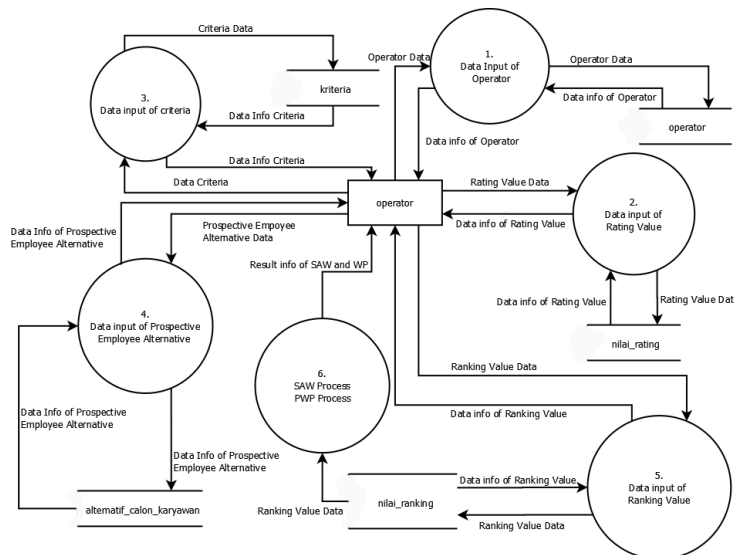 Criteria Data
kriteria
Data Info Criteria
3.
Data input of criteria
Data Info Criteria
Data Criteria
Operator Data
1.
Data Input of
Operator
Operator Data
Data info of Operator
operator
Data info of Operator
operator
Rating Value Data
Data info of Rating Value
2.
Data input of
Rating Value
Data info of Rating Value
Rating Value Dat
nilai_rating
Data Info of Prospective
Employee Alternative
Prospective Empoyee
Alternative Data
4.
Data input of Prospective
Employee Alternative
Data Info of Prospective
Employee Alternative
Data Info of Prospective
Employee Alternative
alternatif_calon_karyawan
Result info of SAW and WP
6.
SAW Process
PWP Process
Ranking Value Data
Data info of Ranking Value
5.
Data input of
Ranking Value
Data info of Ranking Value
nilai_ranking
Ranking Value Data
Ranking Value Data